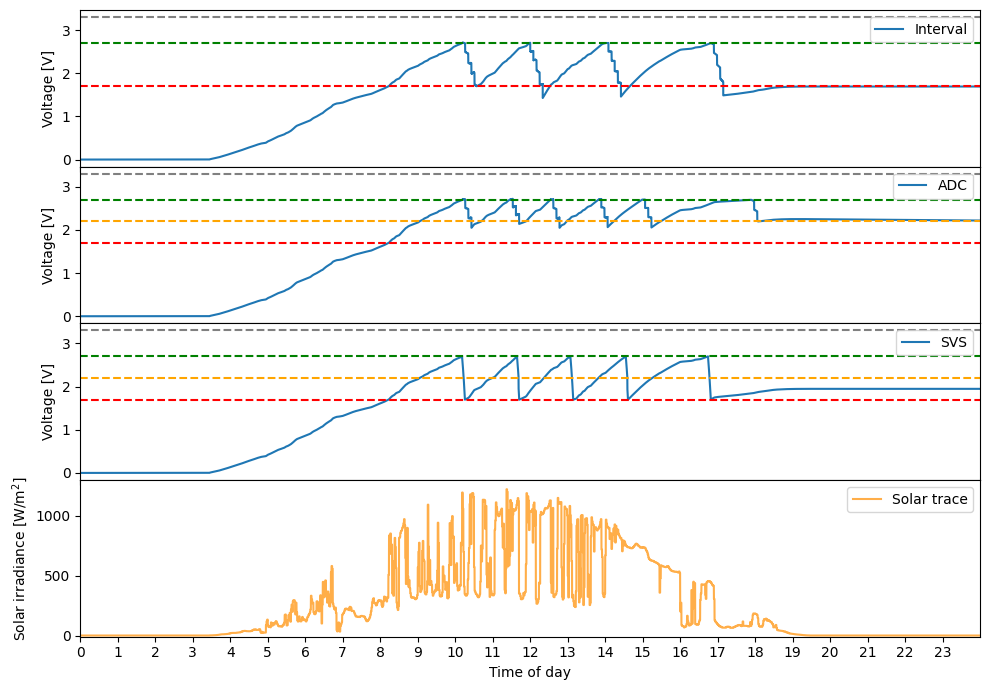 Voltage [V]
3
2
1
0
Interval
Voltage [V]
3
2
1
0
ADC
Voltage [V]
3
2
1
0
SVS
Solar irradiance [W/m²]
1000
500
0
Solar trace
0 1 2 3 4 5 6 7 8 9 10 11 12 13 14 15 16 17 18 19 20 21 22 23
Time of day